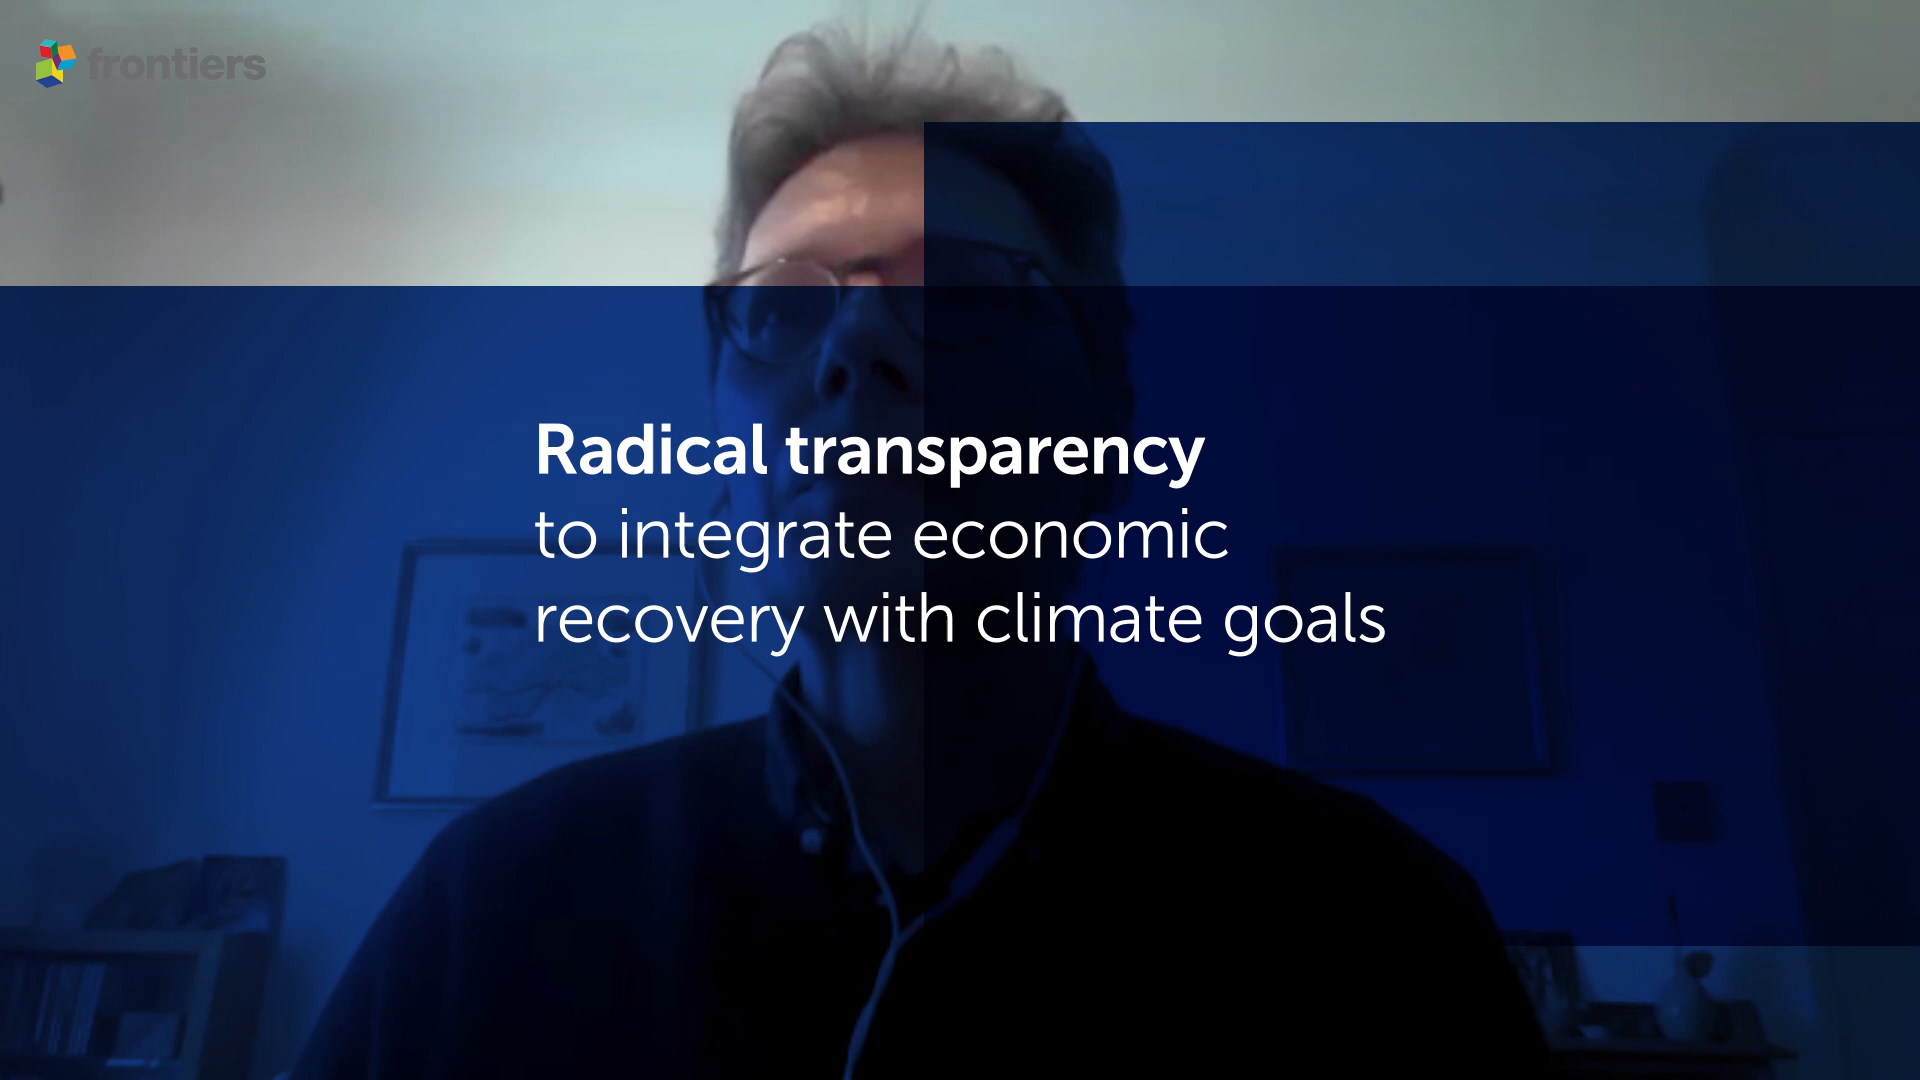 frontiers
Radical transparency
to integrate economic
recovery with climate goals